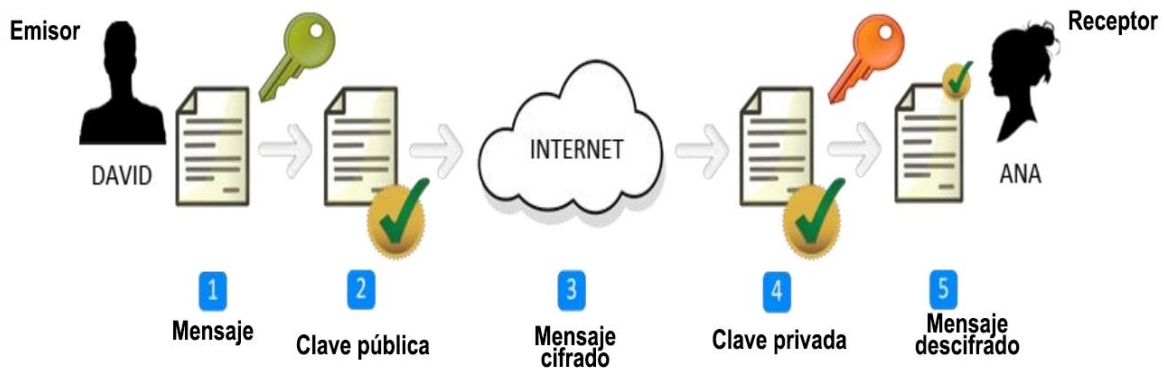 Emisor
Receptor
DAVID
INTERNET
ANA
1
2
3
4
5
Mensaje
Clave pública
Mensaje
cifrado
Clave privada
Mensaje
descifrado